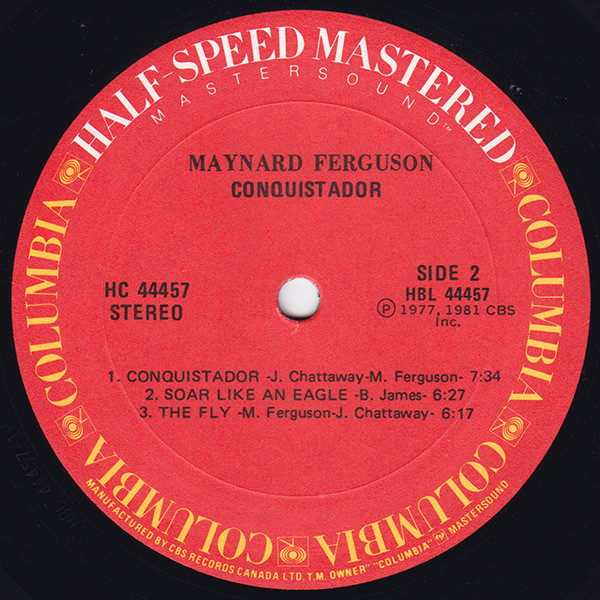 HALF-SPEED MASTERED
MASTERSOUND™
MAYNARD FERGUSON
CONQUISTADOR
HC 44457
STEREO
SIDE 2
HBL 44457
Ⓟ 1977, 1981 CBS
Inc.
1. CONQUISTADOR -J. Chattaway-M. Ferguson- 7:34
2. SOAR LIKE AN EAGLE -B. James- 6:27
3. THE FLY -M. Ferguson-J. Chattaway- 6:17
COLUMBIA
COLUMBIA
COLUMBIA
COLUMBIA
COLUMBIA
COLUMBIA
MANUFACTURED BY CBS RECORDS CANADA LTD. T.M. OWNER" "COLUMBIA" MASTERSOUND